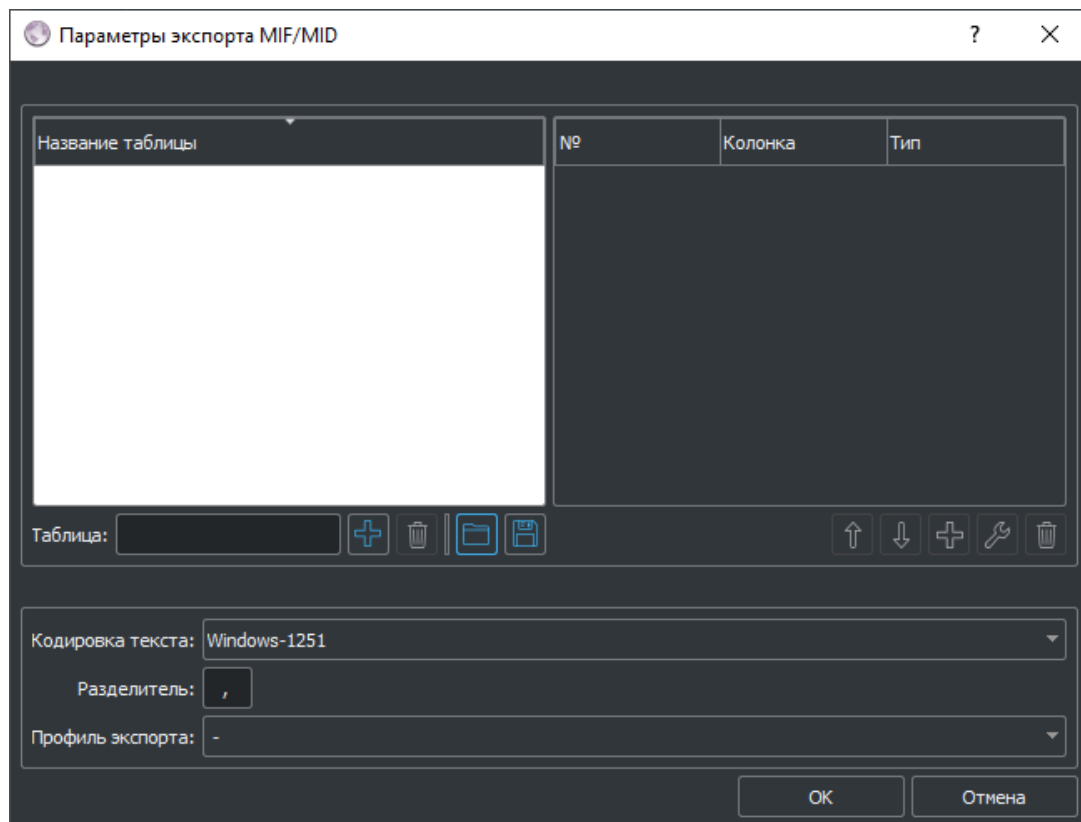 Параметры экспорта MIF/MID
?
Название таблицы
№ Колонка Тип
Таблица:
Кодировка текста: Windows-1251
Разделитель: ,
Профиль экспорта: -
OK Отмена